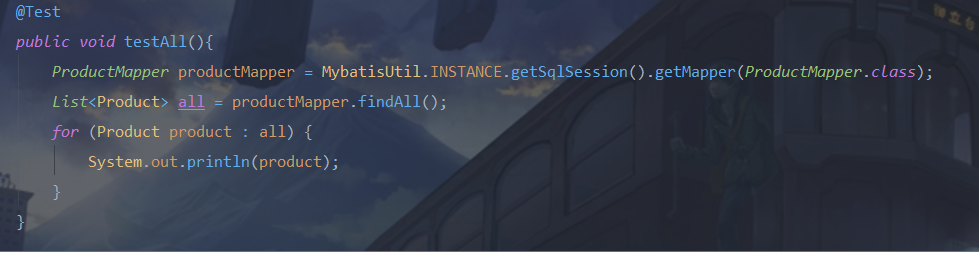 @Test
public void testAll(){
ProductMapper productMapper = MybatisUtil.INSTANCE.getSqlSession().getMapper(ProductMapper.class);
List<Product> all = productMapper.findAll();
for (Product product : all) {
System.out.println(product);
}
}